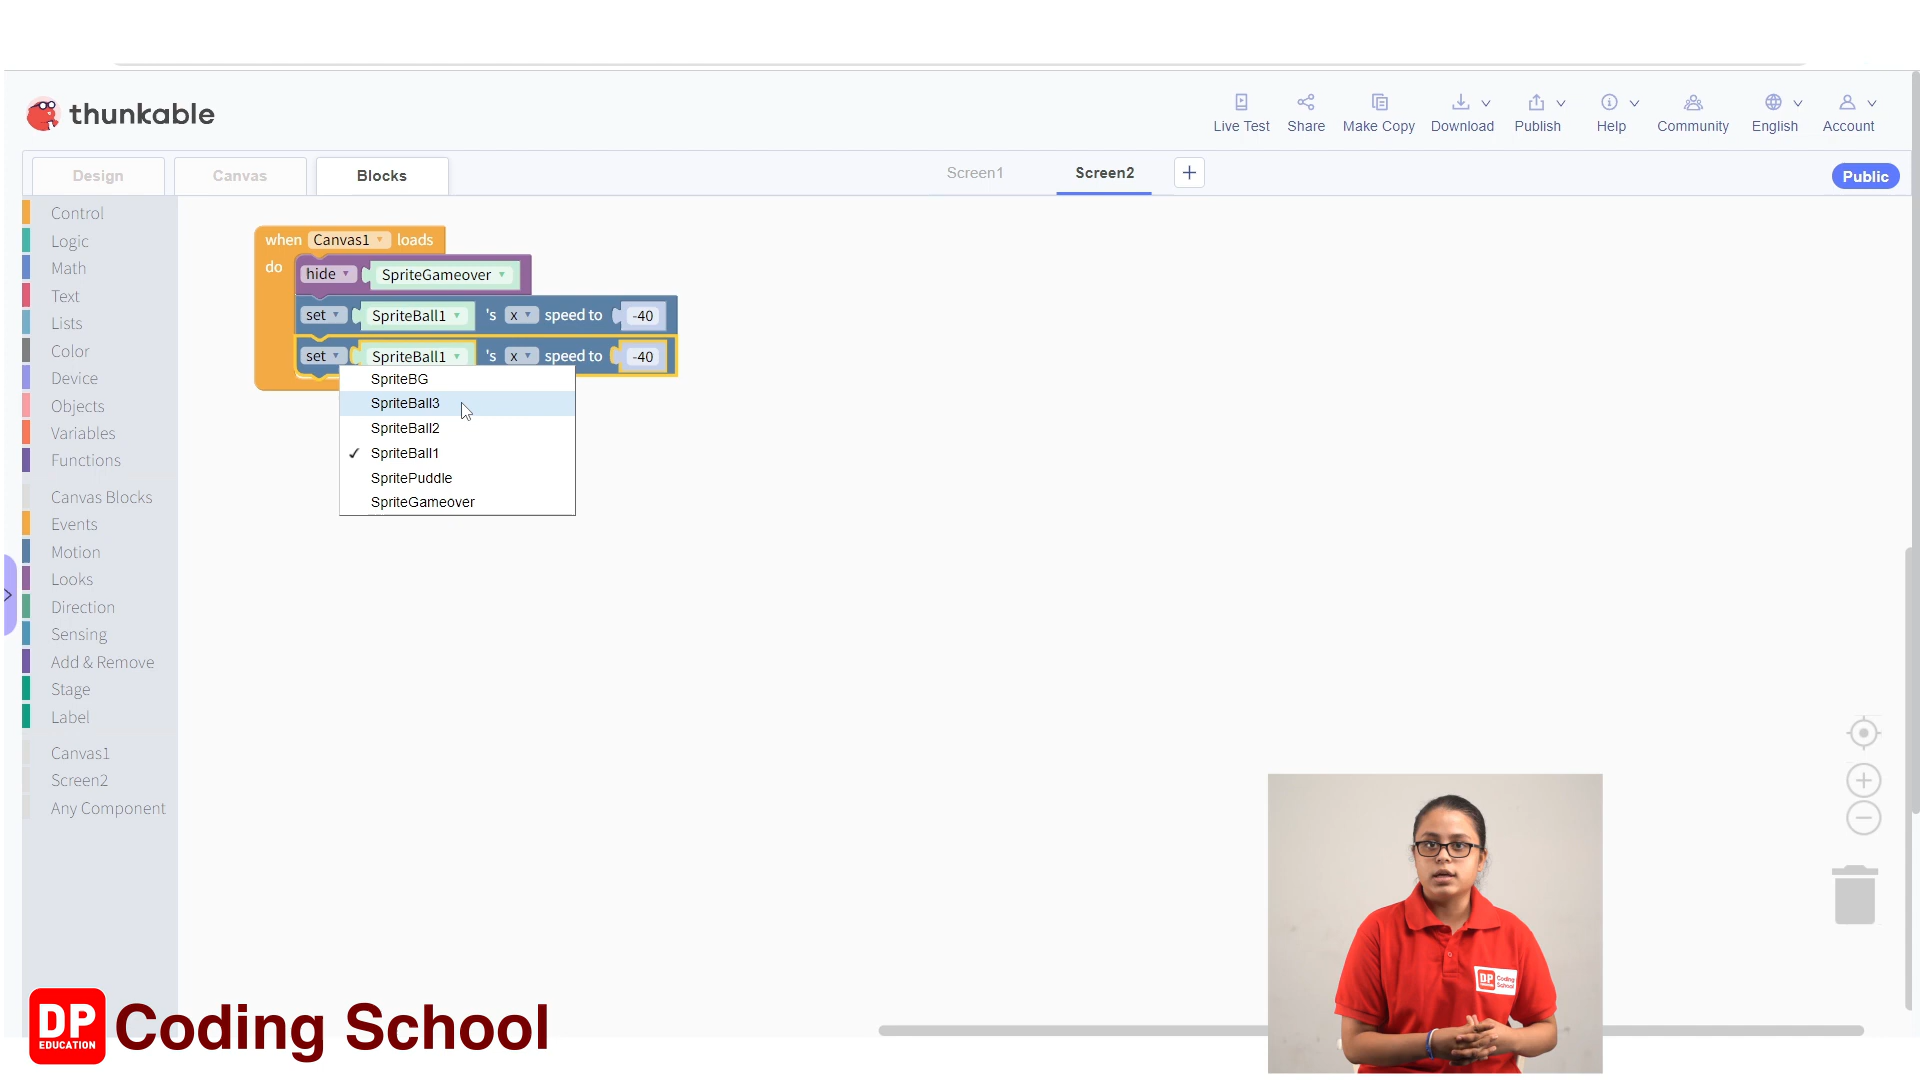 thunkable
Live Test Share Make Copy Download Publish Help Community English Account
Design Canvas Blocks Screen1 Screen2 + Public
Control
Logic
Math
Text
Lists
Color
Device
Objects
Variables
Functions
Canvas Blocks
Events
Motion
Looks
Direction
Sensing
Add & Remove
Stage
Label
Canvas1
Screen2
Any Component
when Canvas1 loads
do
hide SpriteGameover
set SpriteBall1 's x speed to -40
set SpriteBall1 's x speed to -40
SpriteBG
SpriteBall3
SpriteBall2
✓ SpriteBall1
SpritePuddle
SpriteGameover
DP
EDUCATION
Coding School
DP
Coding
School